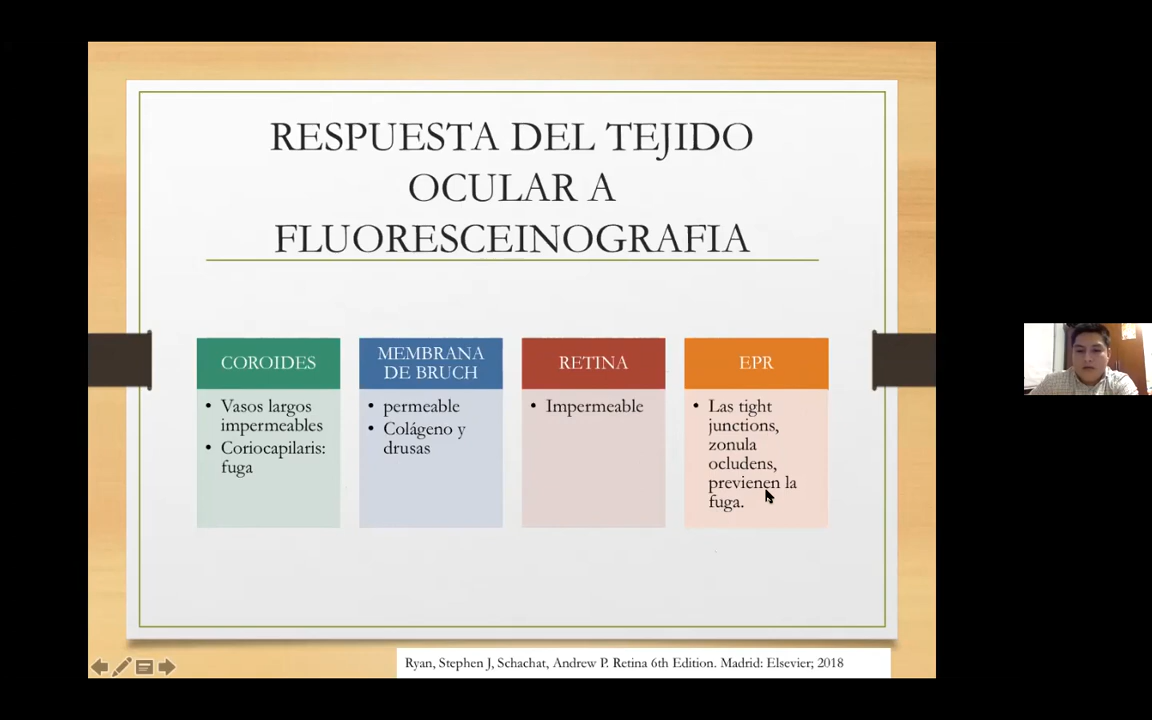 RESPUESTA DEL TEJIDO
OCULAR A
FLUORESCEINOGRAFIA
COROIDES
• Vasos largos
impermeables
• Coriocapilaris:
fuga
MEMBRANA
DE BRUCH
• permeable
• Colágeno y
drusas
RETINA
• Impermeable
EPR
• Las tight
junctions,
zonula
ocludens,
previenen la
fuga.
Ryan, Stephen J, Schachat, Andrew P. Retina 6th Edition. Madrid: Elsevier; 2018